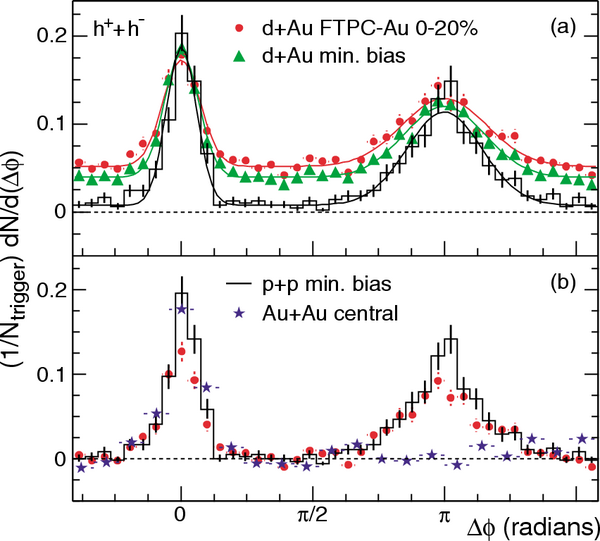 h⁺+h⁻
d+Au FTPC-Au 0-20%
(a)
d+Au min. bias
0.2
0.1
0
(1/N_trigger) dN/d(Δϕ)
p+p min. bias
(b)
Au+Au central
0.2
0.1
0
0 π/2 π
Δϕ (radians)